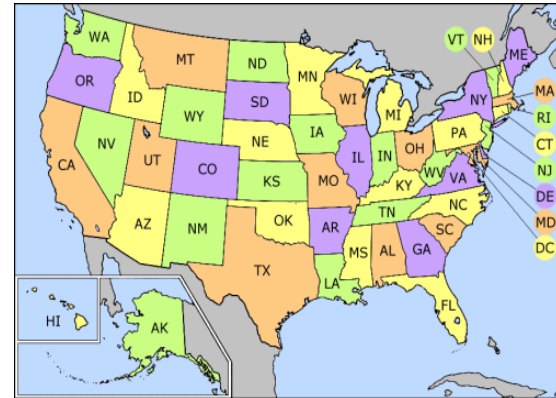 WA
VT NH
ME
MT ND
MN
OR
MA
ID
SD
WI
NY
RI
WY
MI
CT
IA
PA
NE
NJ
NV
IL IN OH
UT
CO
DE
CA
WV
VA
KS
MO
KY
MD
NC
TN
OK
DC
AZ
NM
AR
SC
MS AL GA
TX
LA
FL
HI
AK